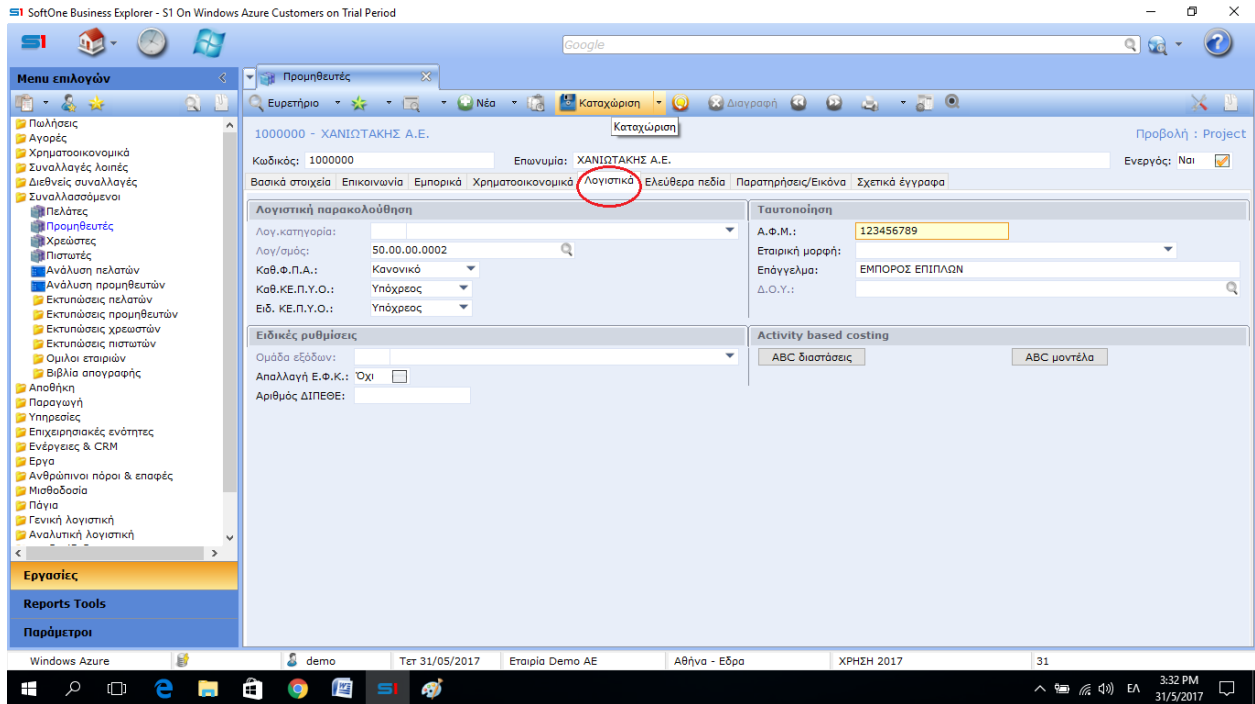 S1 SoftOne Business Explorer - S1 On Windows Azure Customers on Trial Period
S1
Google
Menu επιλογών
Προμηθευτές
Ευρετήριο
Νέα
Καταχώριση
Διαγραφή
Καταχώριση
1000000 - ΧΑΝΙΩΤΑΚΗΣ Α.Ε.
Προβολή : Project
Κωδικός: 1000000
Επωνυμία: ΧΑΝΙΩΤΑΚΗΣ Α.Ε.
Ενεργός: Ναι
Βασικά στοιχεία Επικοινωνία Εμπορικά Χρηματοοικονομικά Λογιστικά Ελεύθερα πεδία Παρατηρήσεις/Εικόνα Σχετικά έγγραφα
Πωλήσεις
Αγορές
Χρηματοοικονομικά
Συναλλαγές λοιπές
Διεθνείς συναλλαγές
Συναλλασσόμενοι
Πελάτες
Προμηθευτές
Χρεώστες
Πιστωτές
Ανάλυση πελατών
Ανάλυση προμηθευτών
Εκτυπώσεις πελατών
Εκτυπώσεις προμηθευτών
Εκτυπώσεις χρεωστών
Εκτυπώσεις πιστωτών
Ομιλοι εταιριών
Βιβλία απογραφής
Αποθήκη
Παραγωγή
Υπηρεσίες
Επιχειρησιακές ενότητες
Ενέργειες & CRM
Εργα
Ανθρώπινοι πόροι & επαφές
Μισθοδοσία
Πάγια
Γενική λογιστική
Αναλυτική λογιστική
Εργασίες
Reports Tools
Παράμετροι
Λογιστική παρακολούθηση
Λογ.κατηγορία:
Λογ/σμός: 50.00.00.0002
Καθ.Φ.Π.Α.: Κανονικό
Καθ.ΚΕ.Π.Υ.Ο.: Υπόχρεος
Ειδ. ΚΕ.Π.Υ.Ο.: Υπόχρεος
Ταυτοποίηση
Α.Φ.Μ.: 123456789
Εταιρική μορφή:
Επάγγελμα: ΕΜΠΟΡΟΣ ΕΠΙΠΛΩΝ
Δ.Ο.Υ.:
Ειδικές ρυθμίσεις
Ομάδα εξόδων:
Απαλλαγή Ε.Φ.Κ.: Όχι
Αριθμός ΔΙΠΕΘΕ:
Activity based costing
ABC διαστάσεις
ABC μοντέλα
Windows Azure
demo
Τετ 31/05/2017
Εταιρία Demo AE
Αθήνα - Εδρα
ΧΡΗΣΗ 2017
31
S1
ΕΛ
3:32 PM
31/5/2017